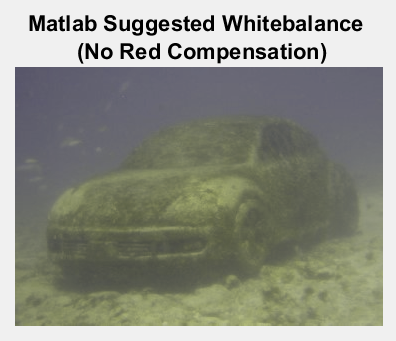 Matlab Suggested Whitebalance
(No Red Compensation)